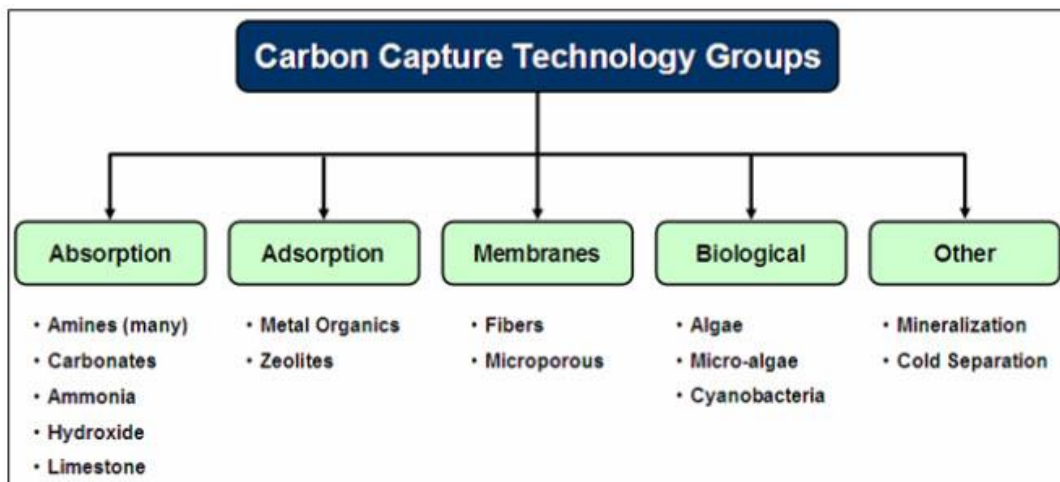 Carbon Capture Technology Groups
Absorption
Adsorption
Membranes
Biological
Other
• Amines (many)
• Carbonates
• Ammonia
• Hydroxide
• Limestone
• Metal Organics
• Zeolites
• Fibers
• Microporous
• Algae
• Micro-algae
• Cyanobacteria
• Mineralization
• Cold Separation